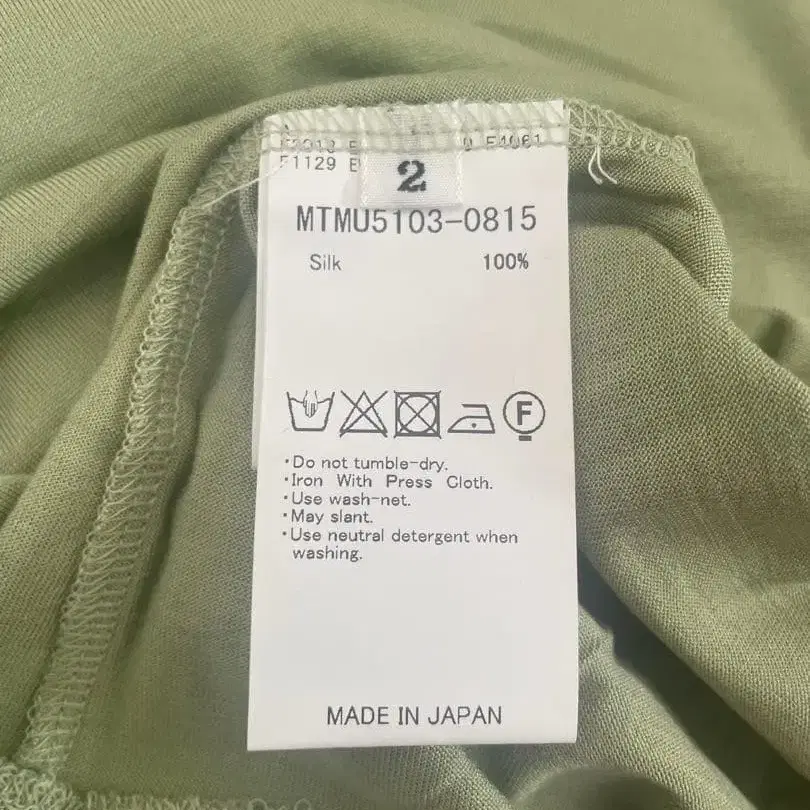 F1129 E
2
MTMU5103-0815
Silk 100%
F
・Do not tumble-dry.
・Iron With Press Cloth.
・Use wash-net.
・May slant.
・Use neutral detergent when
washing.
MADE IN JAPAN